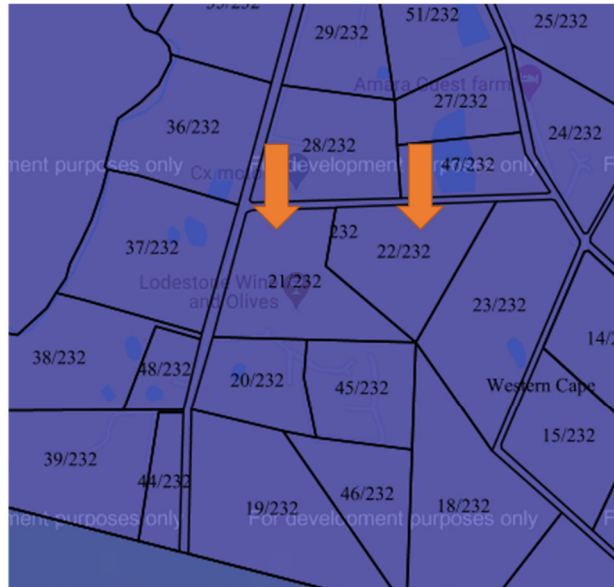 29/232
51/232
25/232
Amara Guest farm
27/232
36/232
28/232
24/232
47/232
ment purposes only
For development purposes only
For
232
22/232
37/232
21/232
Lodestone Wine
and Olives
23/232
38/232
48/232
20/232
45/232
Western Cape
15/232
39/232
44/232
46/232
19/232
18/232
ment purposes only
For development purposes only
For